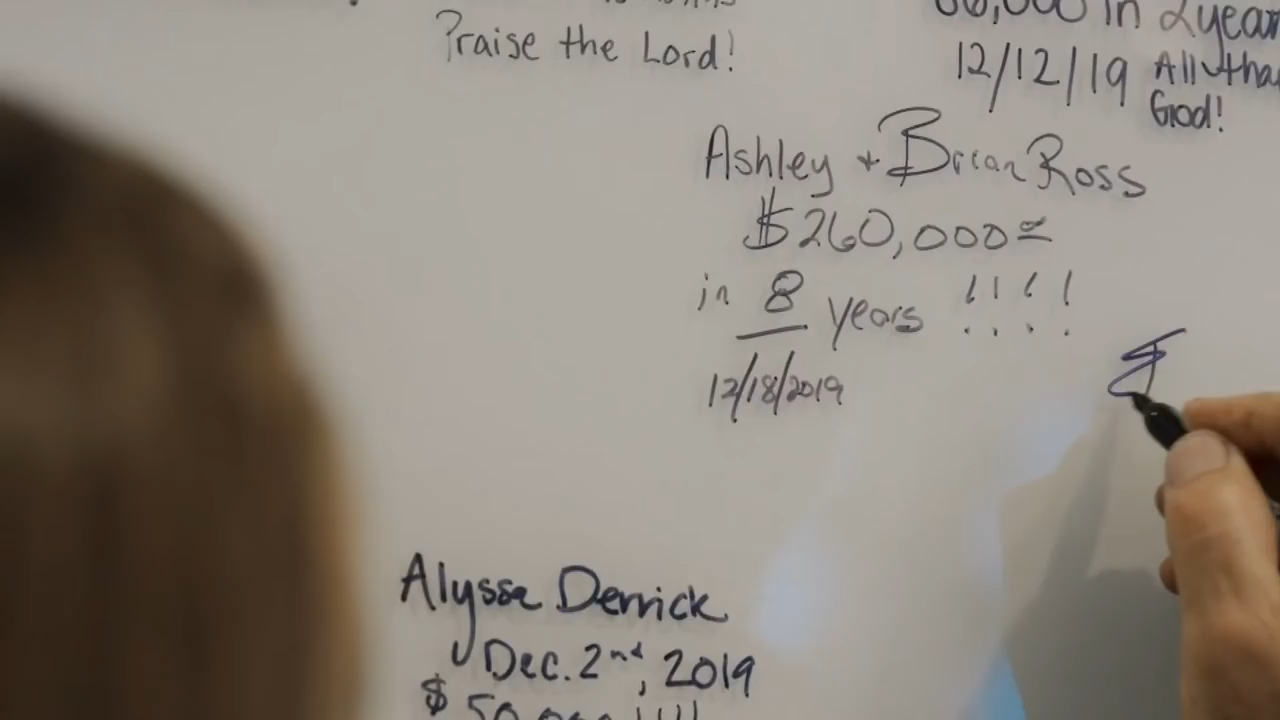 Praise the Lord!
12/12/19 All
God!
Ashley + Brian Ross
$260,000
in 8 years !!!!
12/18/2019
Alyssa Derrick
Dec. 2nd, 2019
$